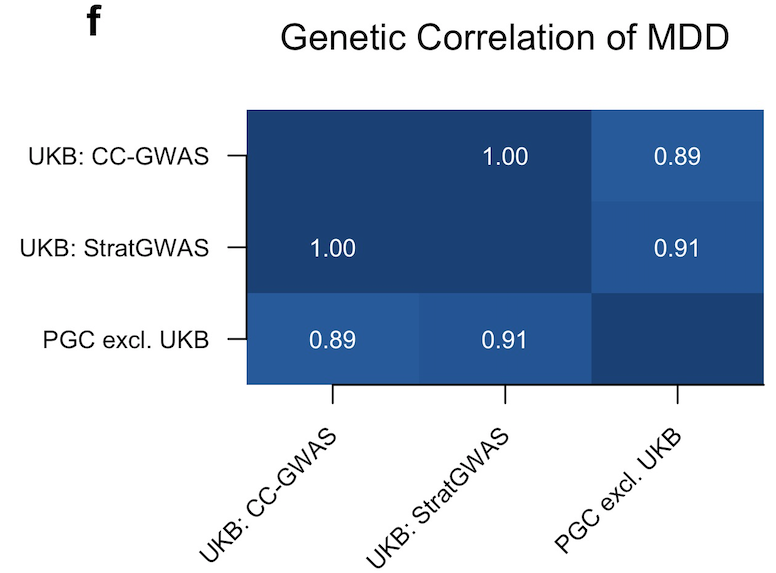 f
Genetic Correlation of MDD
UKB: CC-GWAS
1.00
0.89
UKB: StratGWAS
1.00
0.91
PGC excl. UKB
0.89
0.91
UKB: CC-GWAS
UKB: StratGWAS
PGC excl. UKB